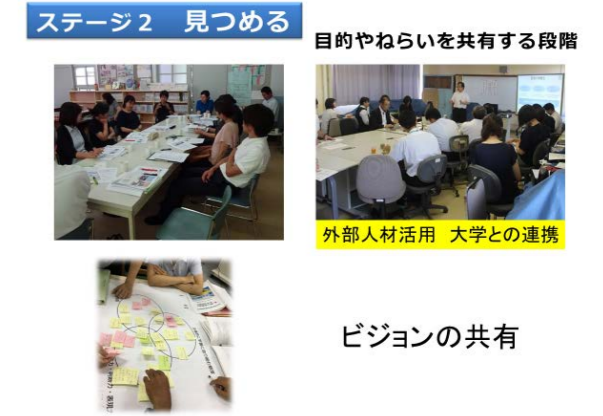 ステージ２　見つめる
目的やねらいを共有する段階
外部人材活用　大学との連携
ビジョンの共有